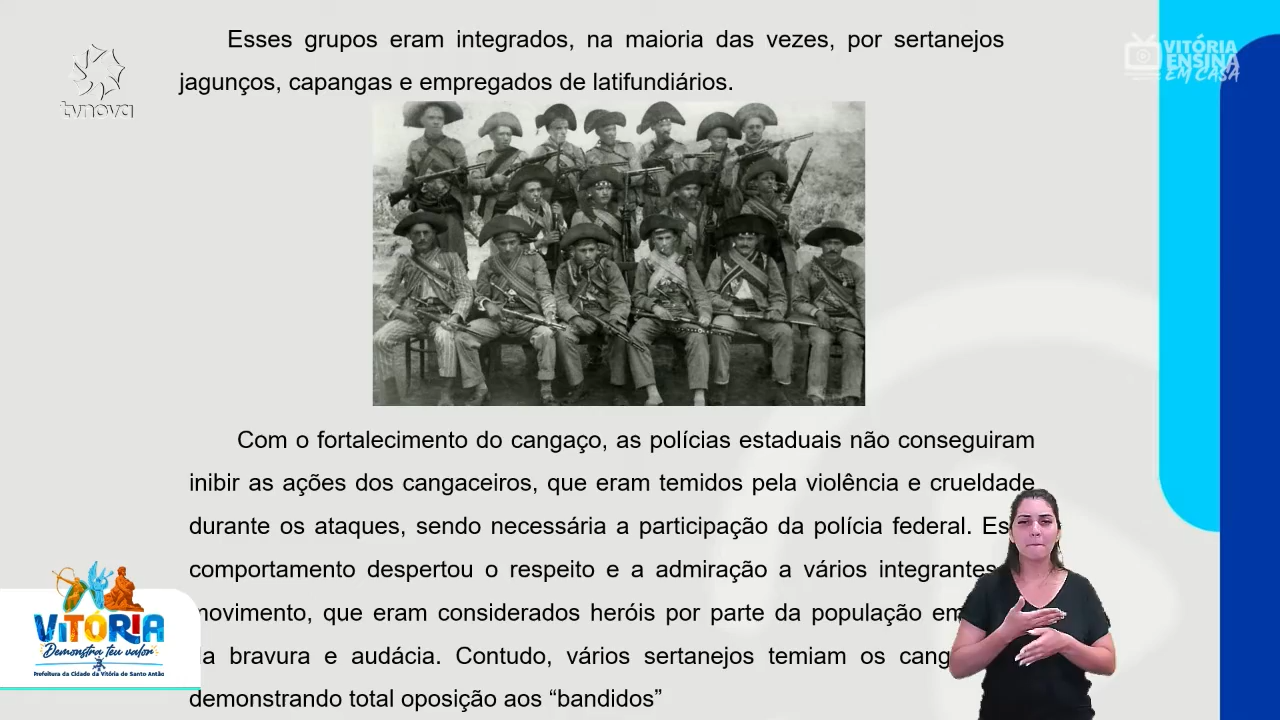 Esses grupos eram integrados, na maioria das vezes, por sertanejos
jagunços, capangas e empregados de latifundiários.
tvnova
VITÓRIA
ENSINA
EM CASA
Com o fortalecimento do cangaço, as polícias estaduais não conseguiram
inibir as ações dos cangaceiros, que eram temidos pela violência e crueldade
durante os ataques, sendo necessária a participação da polícia federal.
comportamento despertou o respeito e a admiração a vários integrantes
movimento, que eram considerados heróis por parte da população
bravura e audácia. Contudo, vários sertanejos temiam os
demonstrando total oposição aos “bandidos”
VITÓRIA
Demonstra teu valor
Prefeitura da Cidade da Vitória de Santo Antão